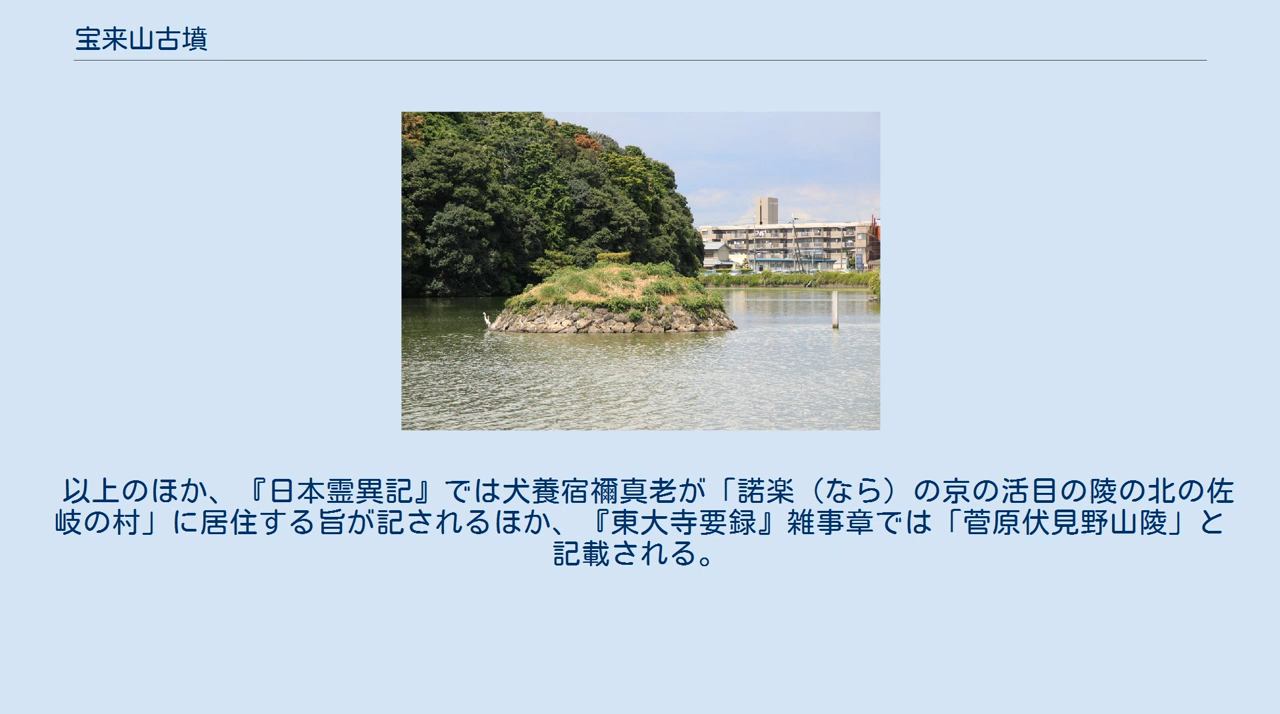 宝来山古墳
以上のほか、『日本霊異記』では犬養宿禰真老が「諾楽（なら）の京の活目の陵の北の佐
岐の村」に居住する旨が記されるほか、『東大寺要録』雑事章では「菅原伏見野山陵」と
記載される。